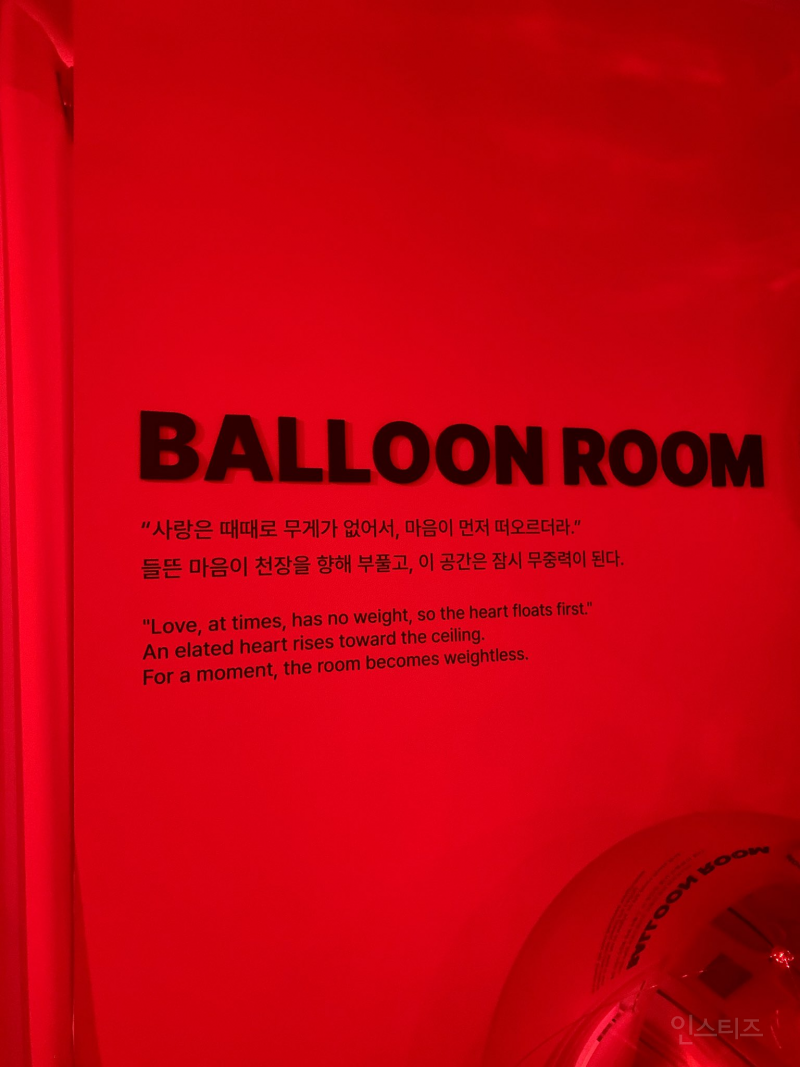 BALLOON ROOM
“사랑은 때때로 무게가 없어서, 마음이 먼저 떠오르더라.”
들뜬 마음이 천장을 향해 부풀고, 이 공간은 잠시 무중력이 된다.
"Love, at times, has no weight, so the heart floats first."
An elated heart rises toward the ceiling.
For a moment, the room becomes weightless.
BALLOON ROOM
인스티즈